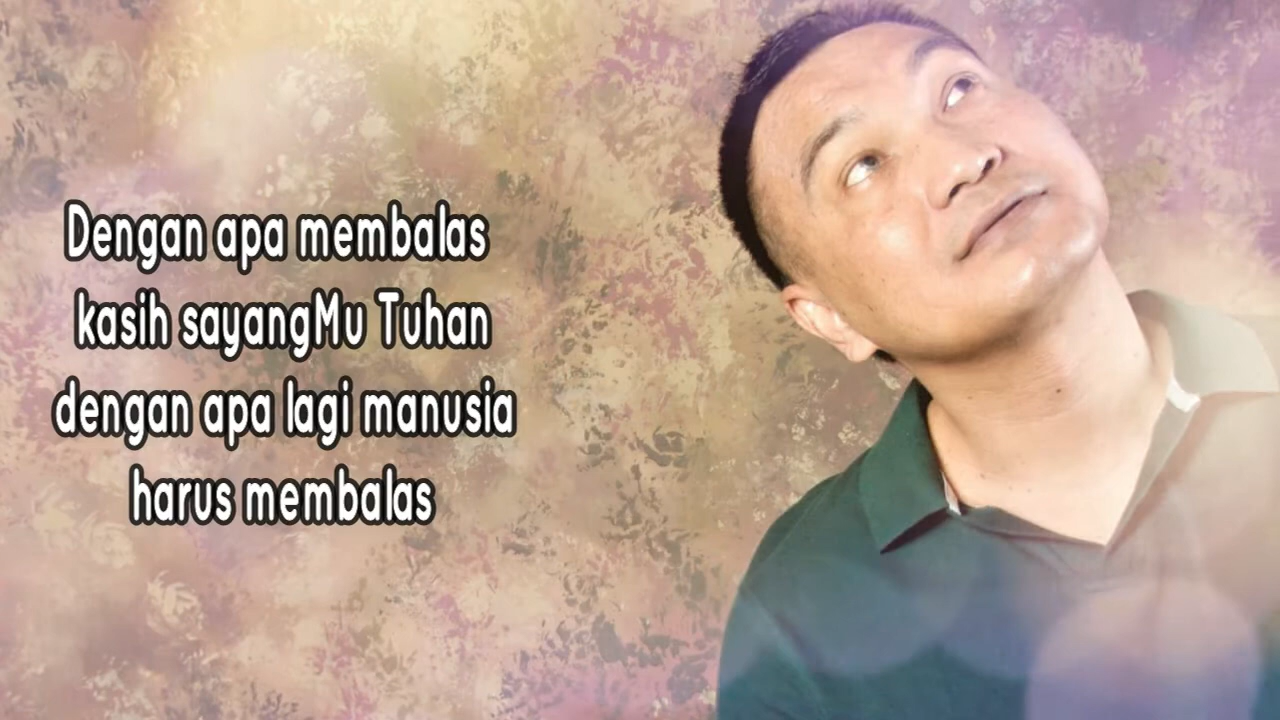 Dengan apa membalas
kasih sayangMu Tuhan
dengan apa lagi manusia
harus membalas